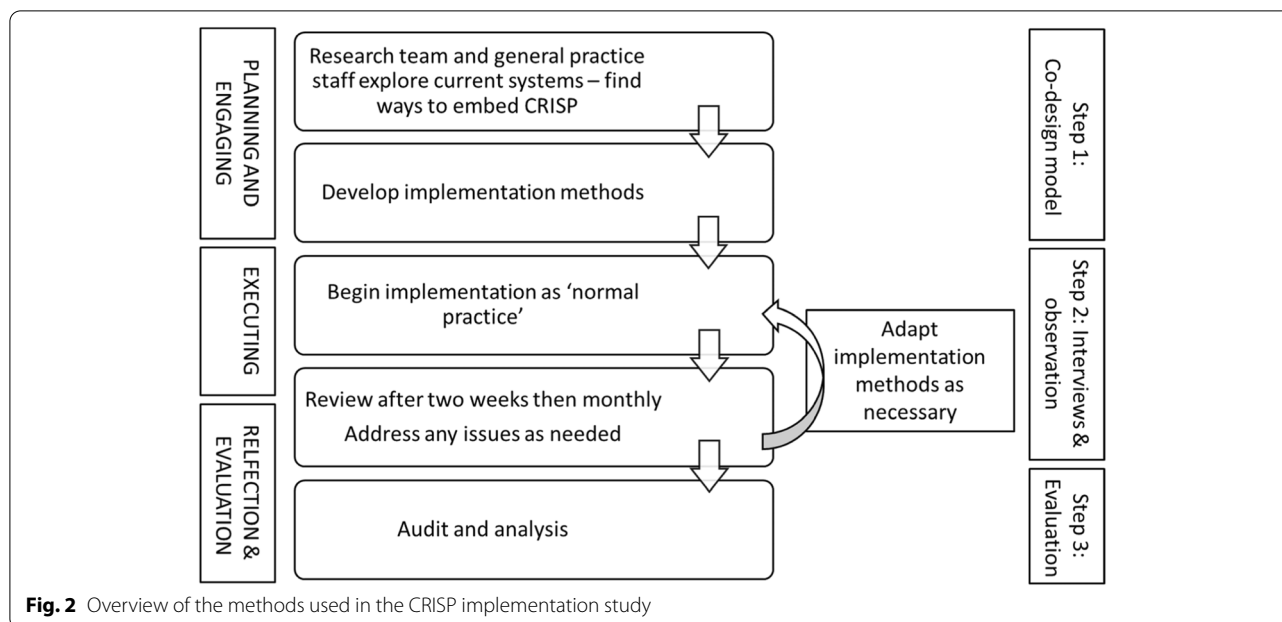 PLANNING AND
ENGAGING
EXECUTING
RELFECTION &
EVALUATION
Research team and general practice
staff explore current systems – find
ways to embed CRISP
Develop implementation methods
Begin implementation as ‘normal
practice’
Review after two weeks then monthly
Address any issues as needed
Audit and analysis
Adapt
implementation
methods as
necessary
Step 1:
Co-design model
Step 2: Interviews &
observation
Step 3:
Evaluation
Fig. 2 Overview of the methods used in the CRISP implementation study